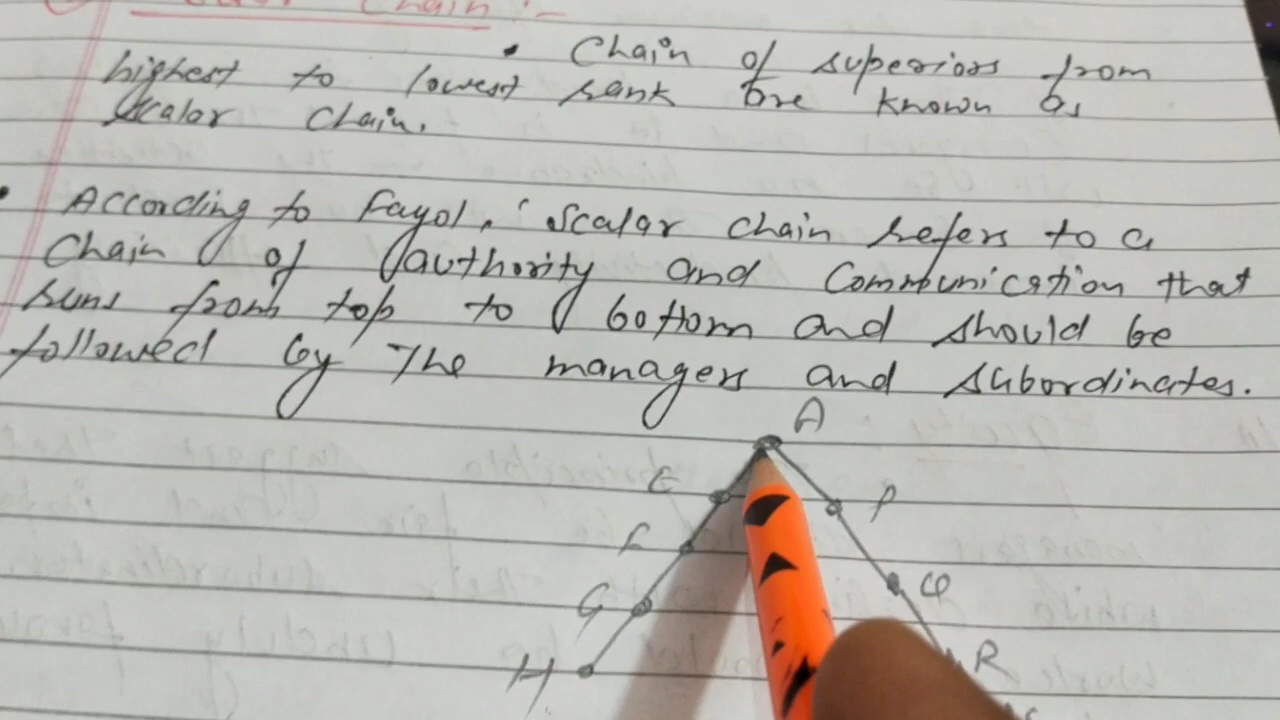 Chain :-
• Chain of superiors from
highest to lowest rank are known as
Scalar Chain.
• According to Fayol, 'Scalar chain refers to a
Chain of authority and Communication that
runs from top to bottom and should be
followed by The managers and subordinates.
A
E P
F
Q
G
H R